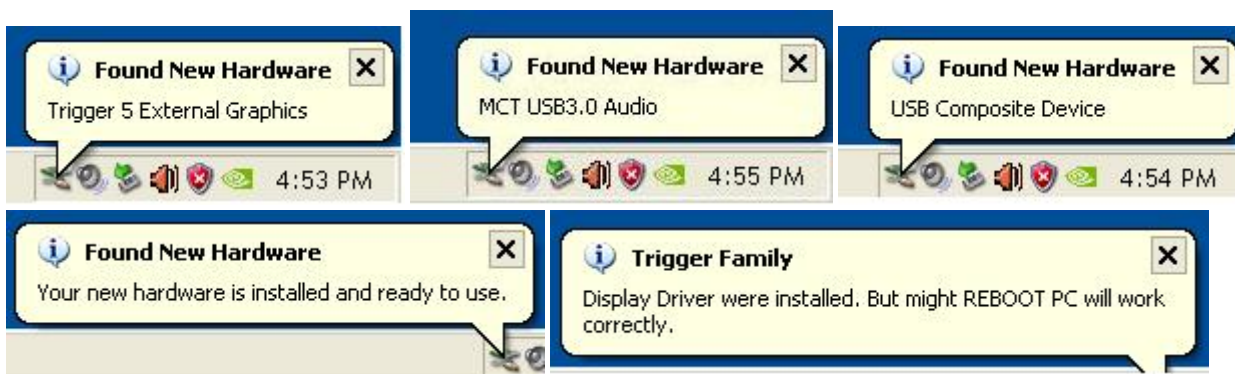 Found New Hardware
Trigger 5 External Graphics
4:53 PM
Found New Hardware
MCT USB3.0 Audio
4:55 PM
Found New Hardware
USB Composite Device
4:54 PM
Found New Hardware
Your new hardware is installed and ready to use.
Trigger Family
Display Driver were installed. But might REBOOT PC will work
correctly.